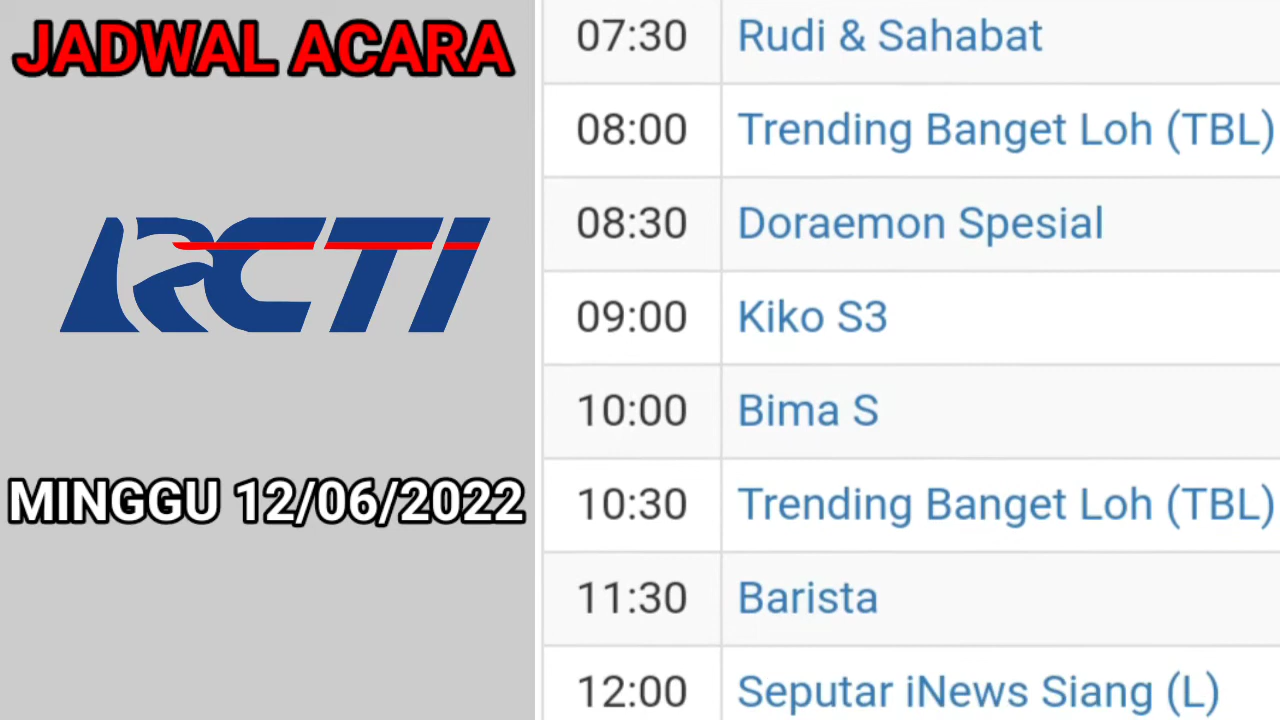 JADWAL ACARA
RCTI
MINGGU 12/06/2022
07:30 Rudi & Sahabat
08:00 Trending Banget Loh (TBL)
08:30 Doraemon Spesial
09:00 Kiko S3
10:00 Bima S
10:30 Trending Banget Loh (TBL)
11:30 Barista
12:00 Seputar iNews Siang (L)